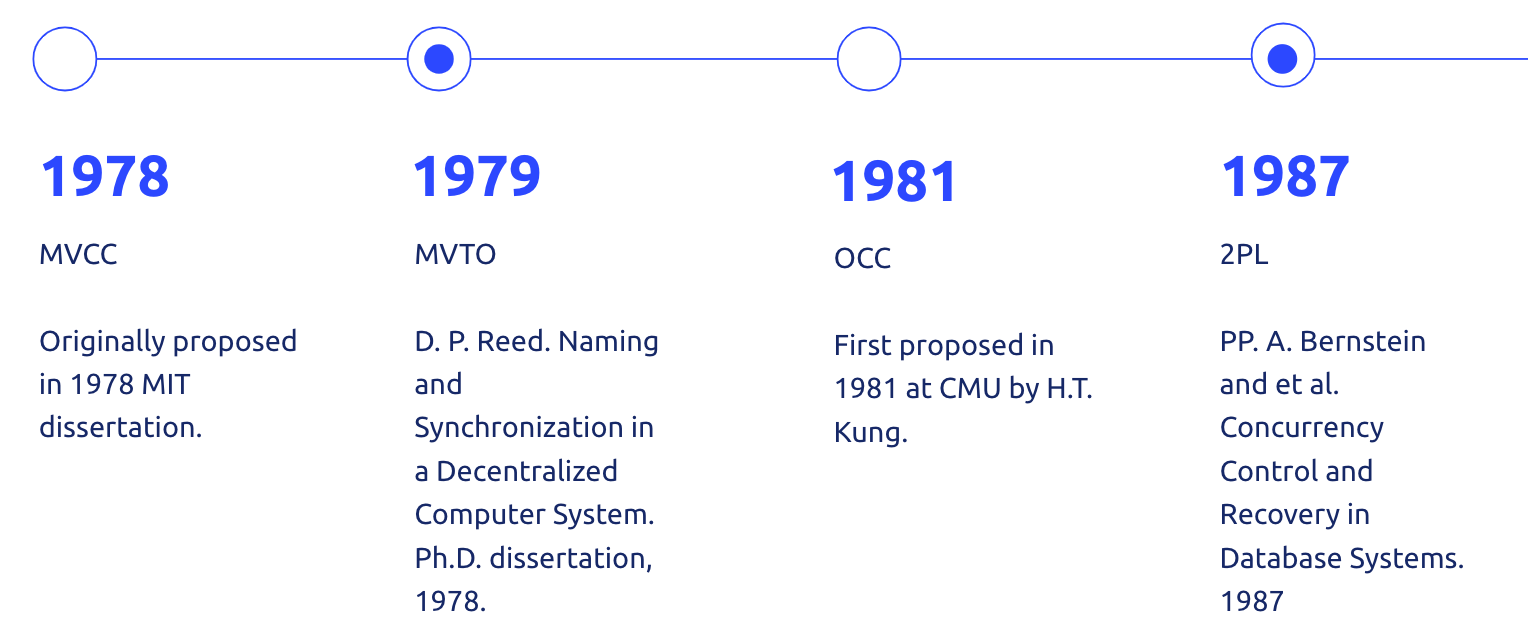 1978
MVCC
Originally proposed
in 1978 MIT
dissertation.
1979
MVTO
D. P. Reed. Naming
and
Synchronization in
a Decentralized
Computer System.
Ph.D. dissertation,
1978.
1981
OCC
First proposed in
1981 at CMU by H.T.
Kung.
1987
2PL
PP. A. Bernstein
and et al.
Concurrency
Control and
Recovery in
Database Systems.
1987